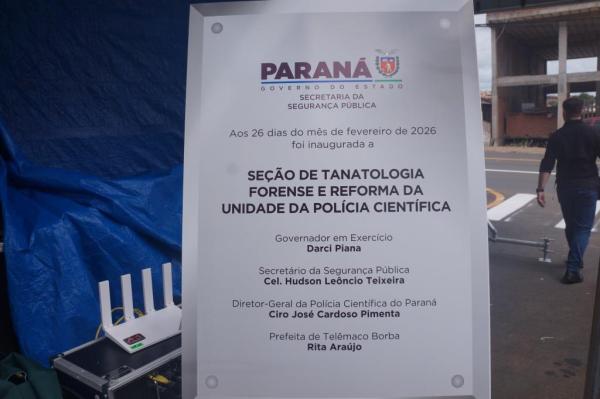 PARANÁ
GOVERNO DO ESTADO
SECRETARIA DA
SEGURANÇA PÚBLICA
Aos 26 dias do mês de fevereiro de 2026
foi inaugurada a
SEÇÃO DE TANATOLOGIA
FORENSE E REFORMA DA
UNIDADE DA POLÍCIA CIENTÍFICA
Governador em Exercício
Darci Piana
Secretário da Segurança Pública
Cel. Hudson Leôncio Teixeira
Diretor-Geral da Polícia Científica do Paraná
Ciro José Cardoso Pimenta
Prefeita de Telêmaco Borba
Rita Araújo